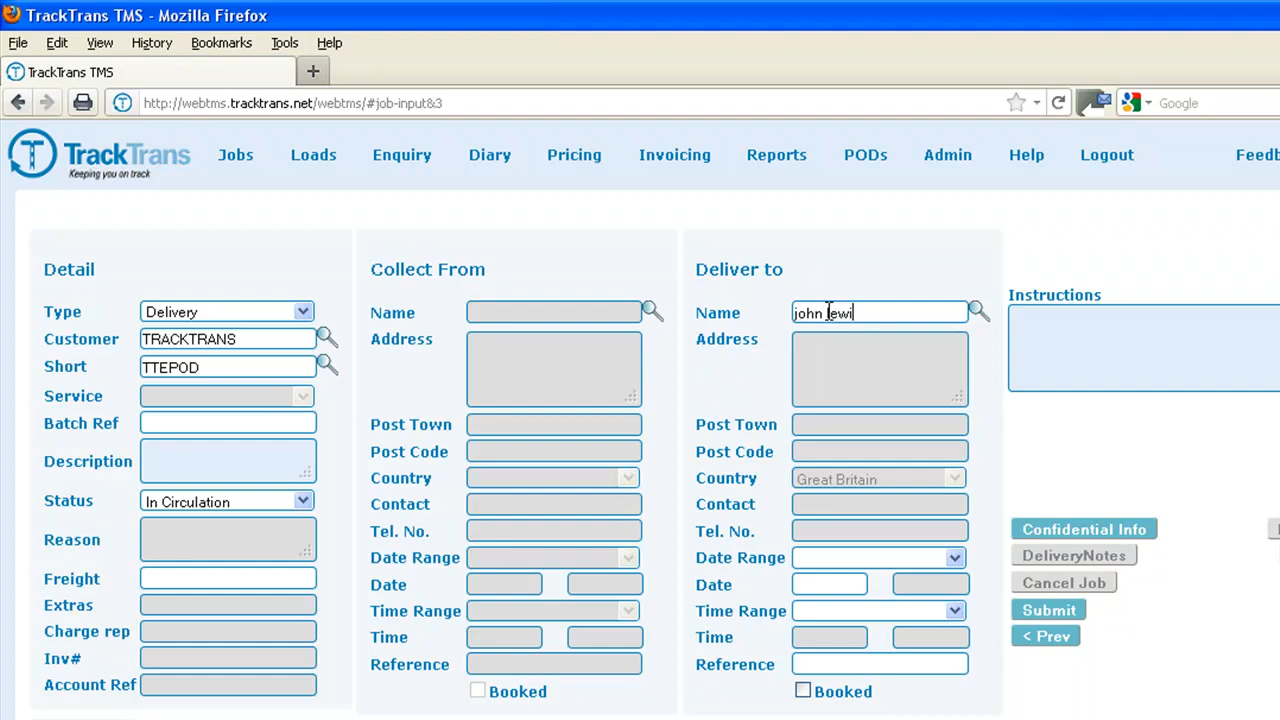 TrackTrans TMS - Mozilla Firefox
File Edit View History Bookmarks Tools Help
TrackTrans TMS
http://webtms.tracktrans.net/webtms/#job-input&3
Google
TrackTrans
Keeping you on track
Jobs Loads Enquiry Diary Pricing Invoicing Reports PODs Admin Help Logout Feedb
Detail
Type Delivery
Customer TRACKTRANS
Short TTEPOD
Service
Batch Ref
Description
Status In Circulation
Reason
Freight
Extras
Charge rep
Inv#
Account Ref
Collect From
Name
Address
Post Town
Post Code
Country
Contact
Tel. No.
Date Range
Date
Time Range
Time
Reference
Booked
Deliver to
Name john lewi
Address
Post Town
Post Code
Country Great Britain
Contact
Tel. No.
Date Range
Date
Time Range
Time
Reference
Booked
Instructions
Confidential Info
DeliveryNotes
Cancel Job
Submit
< Prev